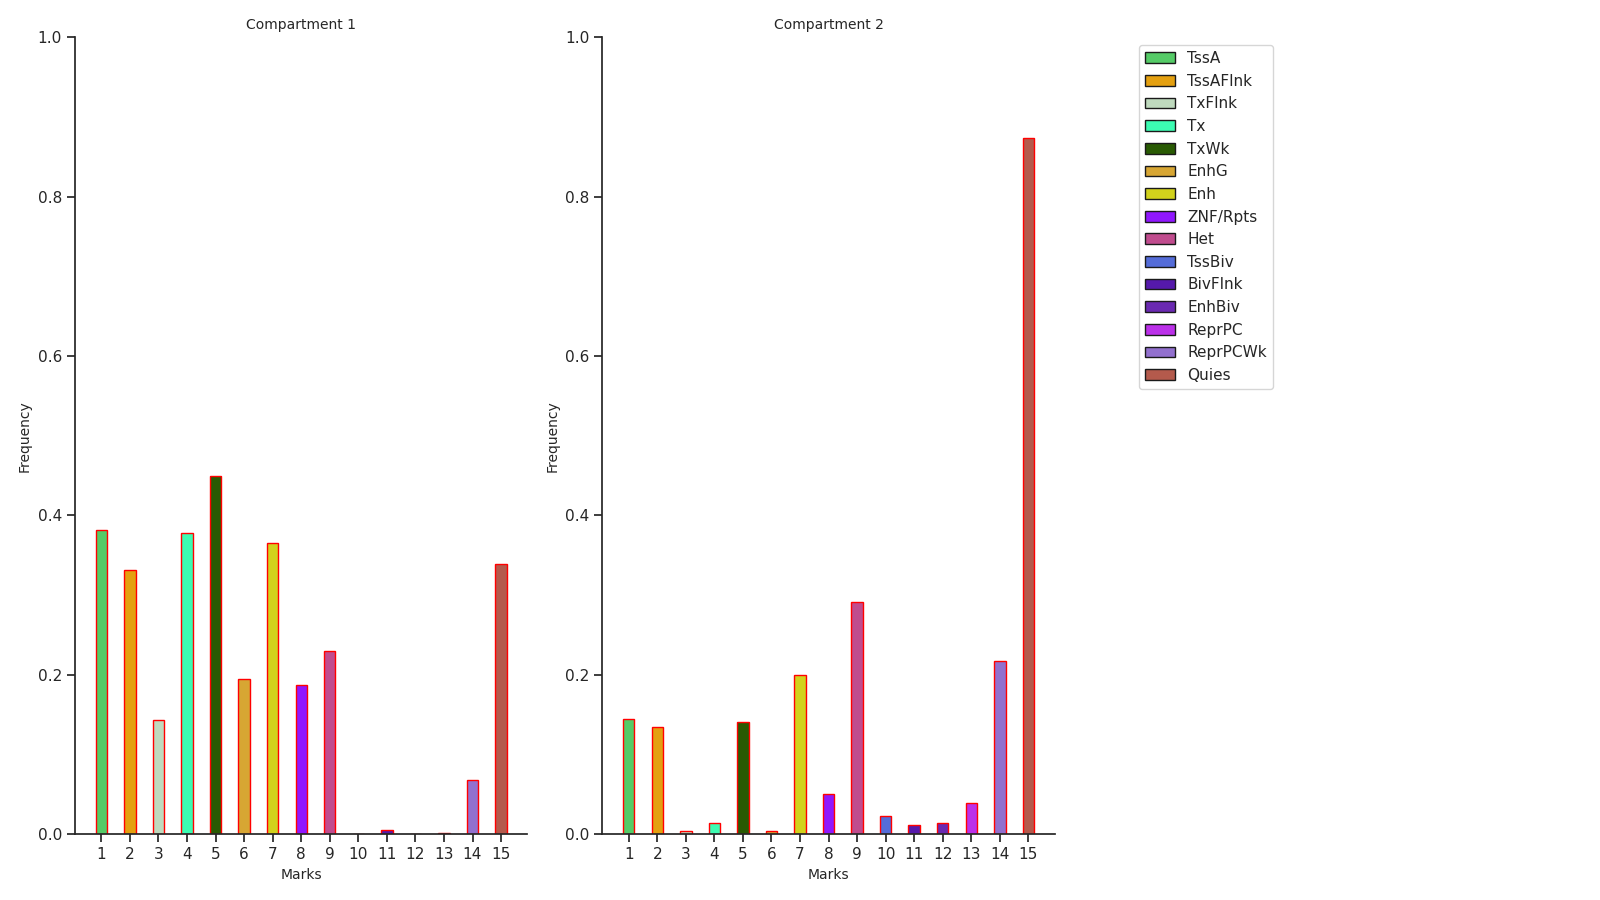 Compartment 1
1.0
0.8
0.6
0.4
0.2
0.0
Frequency
1 2 3 4 5 6 7 8 9 10 11 12 13 14 15
Marks
Compartment 2
1.0
0.8
0.6
0.4
0.2
0.0
Frequency
1 2 3 4 5 6 7 8 9 10 11 12 13 14 15
Marks
TssA
TssAFlnk
TxFlnk
Tx
TxWk
EnhG
Enh
ZNF/Rpts
Het
TssBiv
BivFlnk
EnhBiv
ReprPC
ReprPCWk
Quies